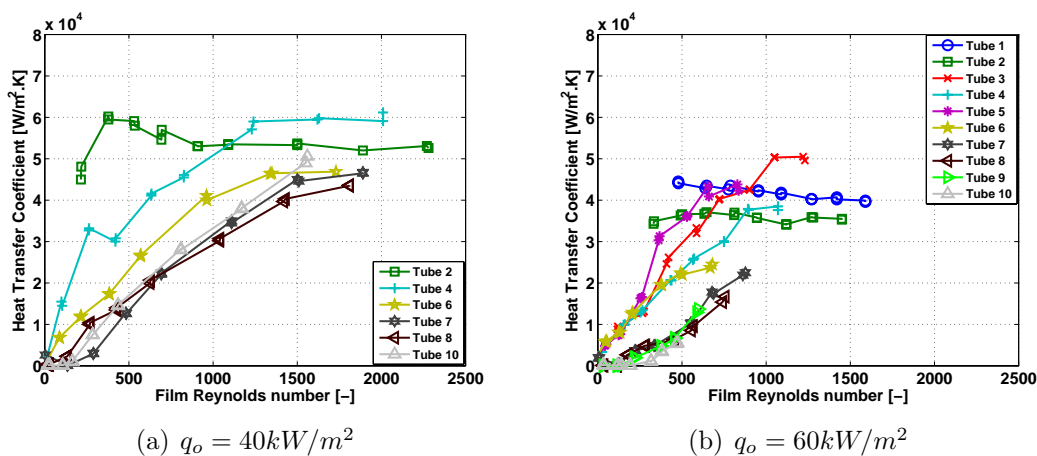 x 10⁴
8
7
6
5
4
3
2
1
0
0 500 1000 1500 2000 2500
Heat Transfer Coefficient [W/m².K]
Film Reynolds number [−]
Tube 2
Tube 4
Tube 6
Tube 7
Tube 8
Tube 10
(a) qₒ = 40kW/m²
x 10⁴
8
7
6
5
4
3
2
1
0
0 500 1000 1500 2000 2500
Heat Transfer Coefficient [W/m².K]
Film Reynolds number [−]
Tube 1
Tube 2
Tube 3
Tube 4
Tube 5
Tube 6
Tube 7
Tube 8
Tube 9
Tube 10
(b) qₒ = 60kW/m²